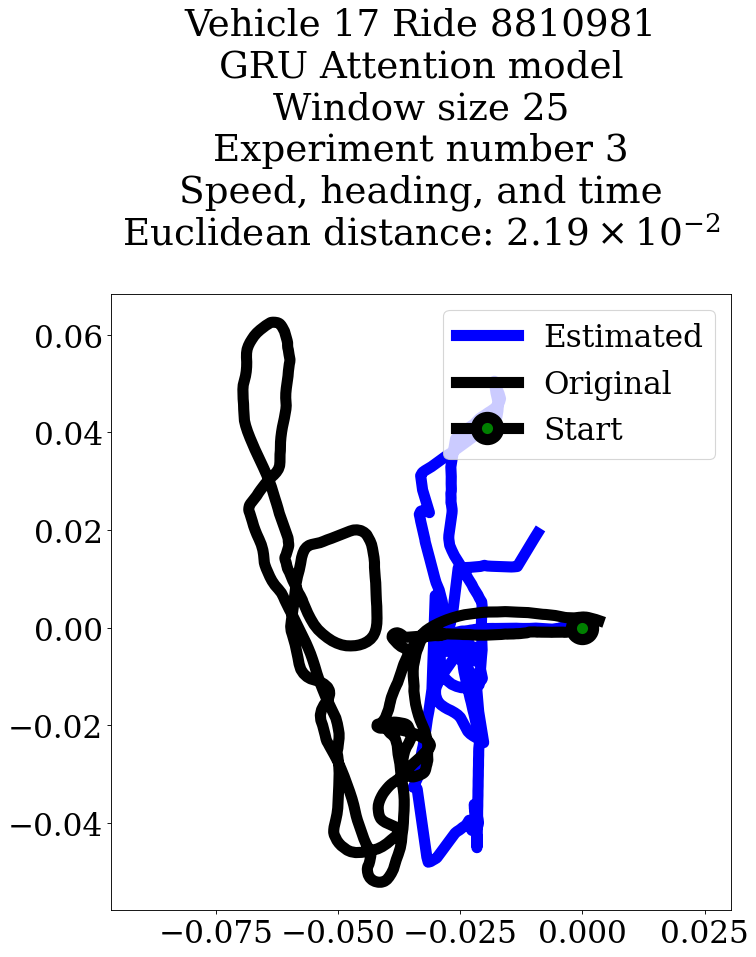 Vehicle 17 Ride 8810981
GRU Attention model
Window size 25
Experiment number 3
Speed, heading, and time
Euclidean distance: 2.19 × 10⁻²
Estimated
Original
Start
0.06
0.04
0.02
0.00
−0.02
−0.04
−0.075 −0.050 −0.025 0.000 0.025